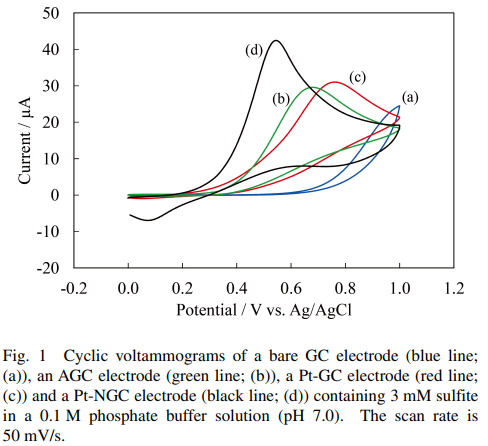 50
40
30
20
10
0
-10
-20
Current / μA
(d)
(c)
(b)
(a)
-0.2 0.0 0.2 0.4 0.6 0.8 1.0 1.2
Potential / V vs. Ag/AgCl
Fig. 1 Cyclic voltammograms of a bare GC electrode (blue line;
(a)), an AGC electrode (green line; (b)), a Pt-GC electrode (red line;
(c)) and a Pt-NGC electrode (black line; (d)) containing 3 mM sulfite
in a 0.1 M phosphate buffer solution (pH 7.0). The scan rate is
50 mV/s.